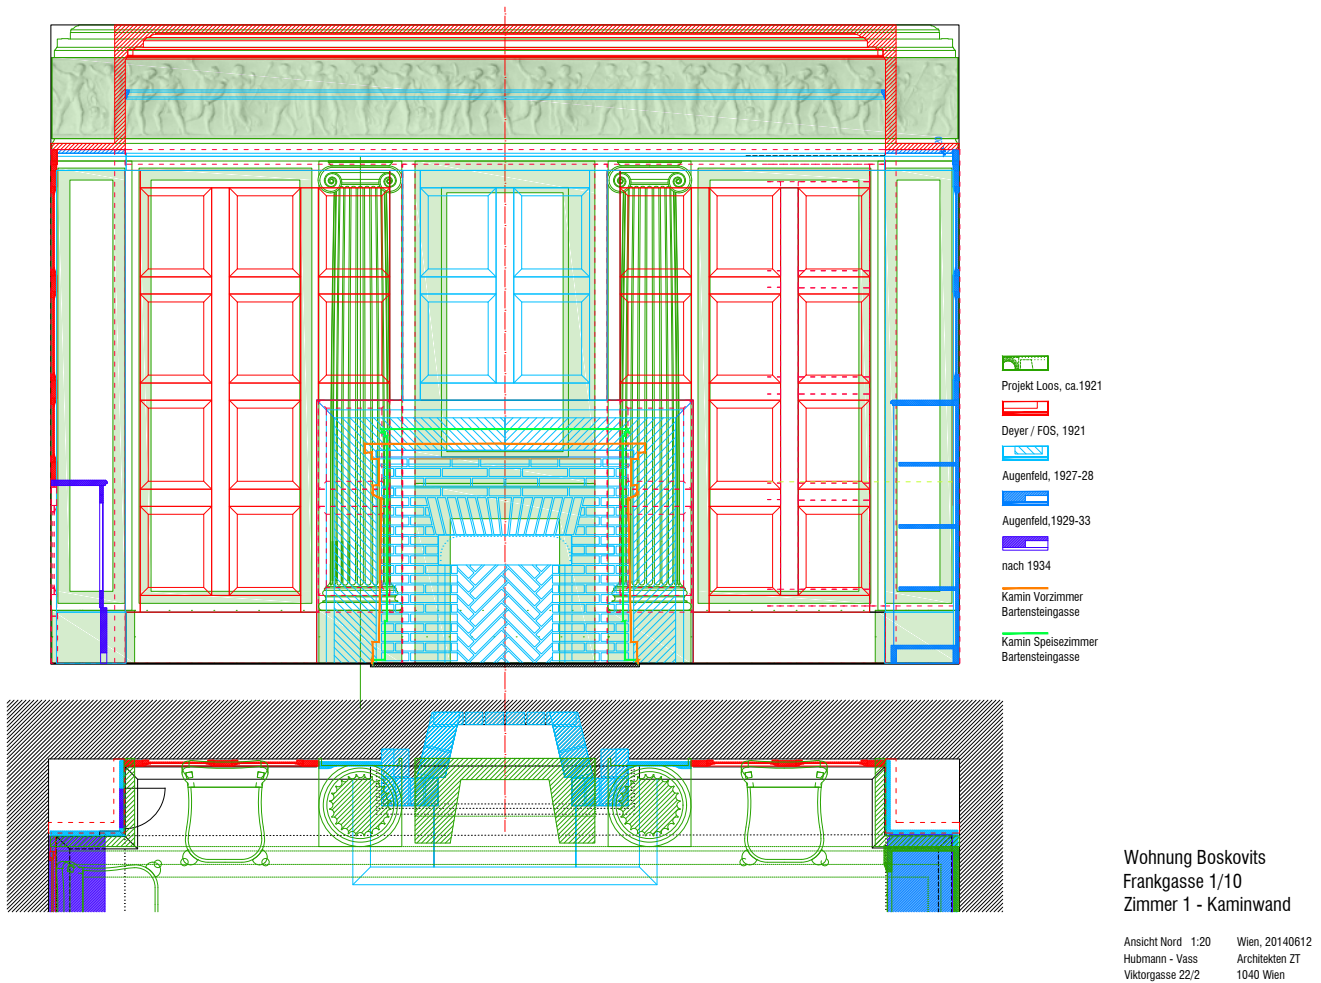 Projekt Loos, ca.1921
Deyer / FOS, 1921
Augenfeld, 1927-28
Augenfeld,1929-33
nach 1934
Kamin Vorzimmer
Bartensteingasse
Kamin Speisezimmer
Bartensteingasse
Wohnung Boskovits
Frankgasse 1/10
Zimmer 1 - Kaminwand
Ansicht Nord 1:20 Wien, 20140612
Hubmann - Vass Architekten ZT
Viktorgasse 22/2 1040 Wien